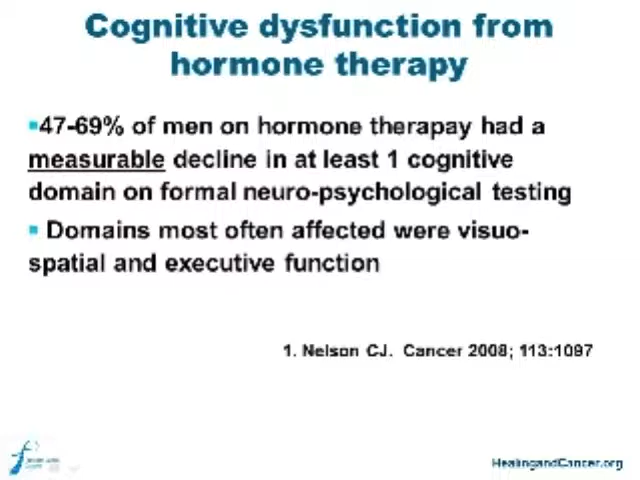 Cognitive dysfunction from
hormone therapy
▪47-69% of men on hormone therapay had a
measurable decline in at least 1 cognitive
domain on formal neuro-psychological testing
▪ Domains most often affected were visuo-
spatial and executive function
1. Nelson CJ. Cancer 2008; 113:1097
HealingandCancer.org